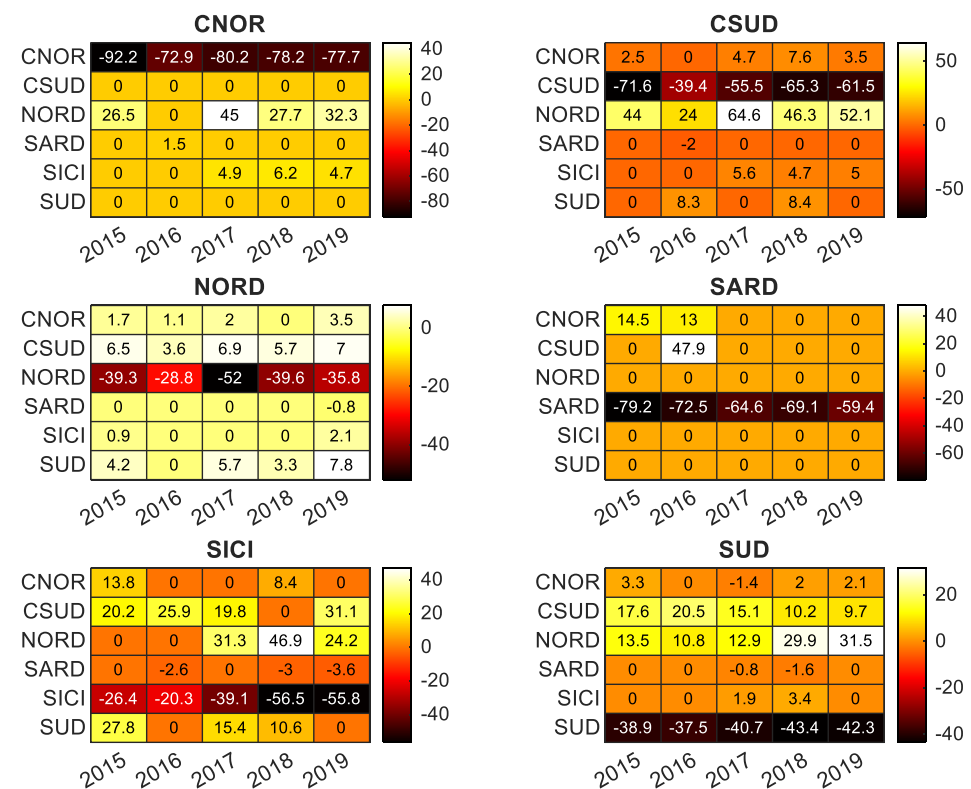 CNOR
CNOR -92.2 -72.9 -80.2 -78.2 -77.7
CSUD 0 0 0 0 0
NORD 26.5 0 45 27.7 32.3
SARD 0 1.5 0 0 0
SICI 0 0 4.9 6.2 4.7
SUD 0 0 0 0 0
2015 2016 2017 2018 2019
40
20
0
-20
-40
-60
-80
CSUD
CNOR 2.5 0 4.7 7.6 3.5
CSUD -71.6 -39.4 -55.5 -65.3 -61.5
NORD 44 24 64.6 46.3 52.1
SARD 0 -2 0 0 0
SICI 0 0 5.6 4.7 5
SUD 0 8.3 0 8.4 0
2015 2016 2017 2018 2019
50
0
-50
NORD
CNOR 1.7 1.1 2 0 3.5
CSUD 6.5 3.6 6.9 5.7 7
NORD -39.3 -28.8 -52 -39.6 -35.8
SARD 0 0 0 0 -0.8
SICI 0.9 0 0 0 2.1
SUD 4.2 0 5.7 3.3 7.8
2015 2016 2017 2018 2019
0
-20
-40
SARD
CNOR 14.5 13 0 0 0
CSUD 0 47.9 0 0 0
NORD 0 0 0 0 0
SARD -79.2 -72.5 -64.6 -69.1 -59.4
SICI 0 0 0 0 0
SUD 0 0 0 0 0
2015 2016 2017 2018 2019
40
20
0
-20
-40
-60
SICI
CNOR 13.8 0 0 8.4 0
CSUD 20.2 25.9 19.8 0 31.1
NORD 0 0 31.3 46.9 24.2
SARD 0 -2.6 0 -3 -3.6
SICI -26.4 -20.3 -39.1 -56.5 -55.8
SUD 27.8 0 15.4 10.6 0
2015 2016 2017 2018 2019
40
20
0
-20
-40
SUD
CNOR 3.3 0 -1.4 2 2.1
CSUD 17.6 20.5 15.1 10.2 9.7
NORD 13.5 10.8 12.9 29.9 31.5
SARD 0 0 -0.8 -1.6 0
SICI 0 0 1.9 3.4 0
SUD -38.9 -37.5 -40.7 -43.4 -42.3
2015 2016 2017 2018 2019
20
0
-20
-40